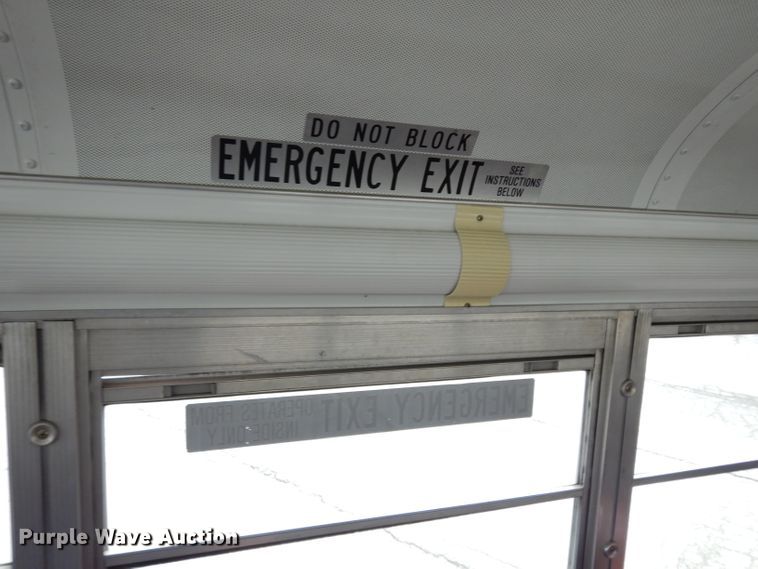 DO NOT BLOCK
EMERGENCY EXIT
SEE
INSTRUCTIONS
BELOW
EMERGENCY EXIT
OPERATES FROM
INSIDE ONLY
Purple Wave Auction